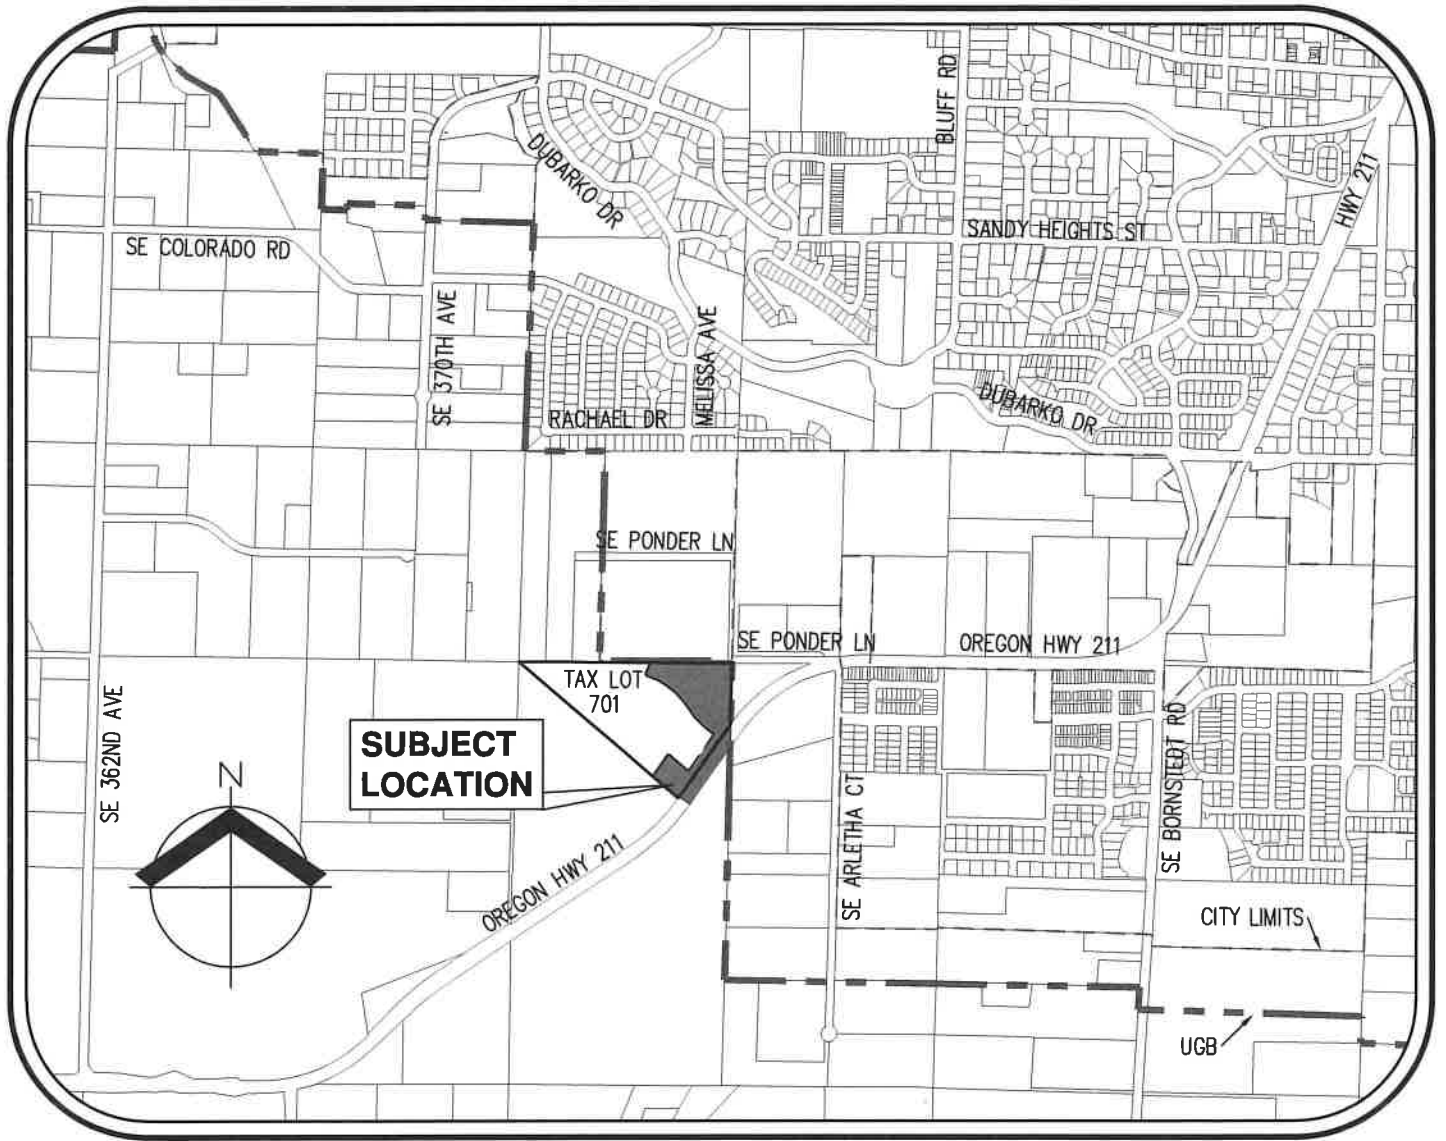 BLUFF RD
HWY 211
DUBARKO DR
SANDY HEIGHTS ST
SE COLORADO RD
SE 370TH AVE
MELISSA AVE
RACHAEL DR
DUBARKO DR
SE PONDER LN
SE PONDER LN
OREGON HWY 211
TAX LOT
701
SUBJECT
LOCATION
SE 362ND AVE
N
OREGON HWY 211
SE ARLETHA CT
SE BORNSTEDT RD
CITY LIMITS
UGB